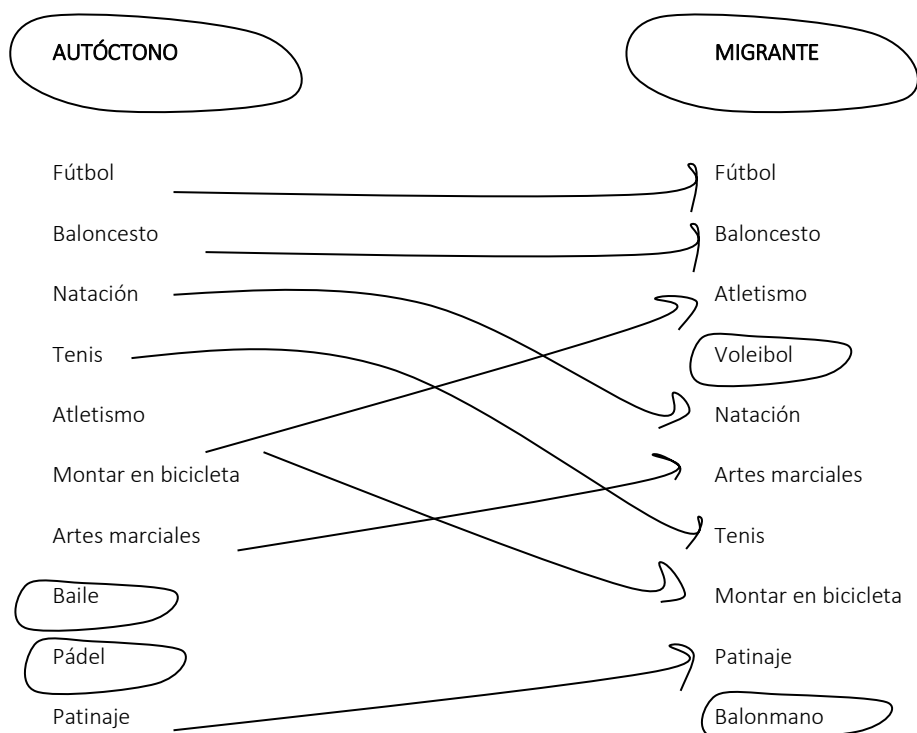 AUTÓCTONO
MIGRANTE
Fútbol
Fútbol
Baloncesto
Baloncesto
Natación
Atletismo
Tenis
Voleibol
Atletismo
Natación
Montar en bicicleta
Artes marciales
Artes marciales
Tenis
Baile
Montar en bicicleta
Pádel
Patinaje
Patinaje
Balonmano